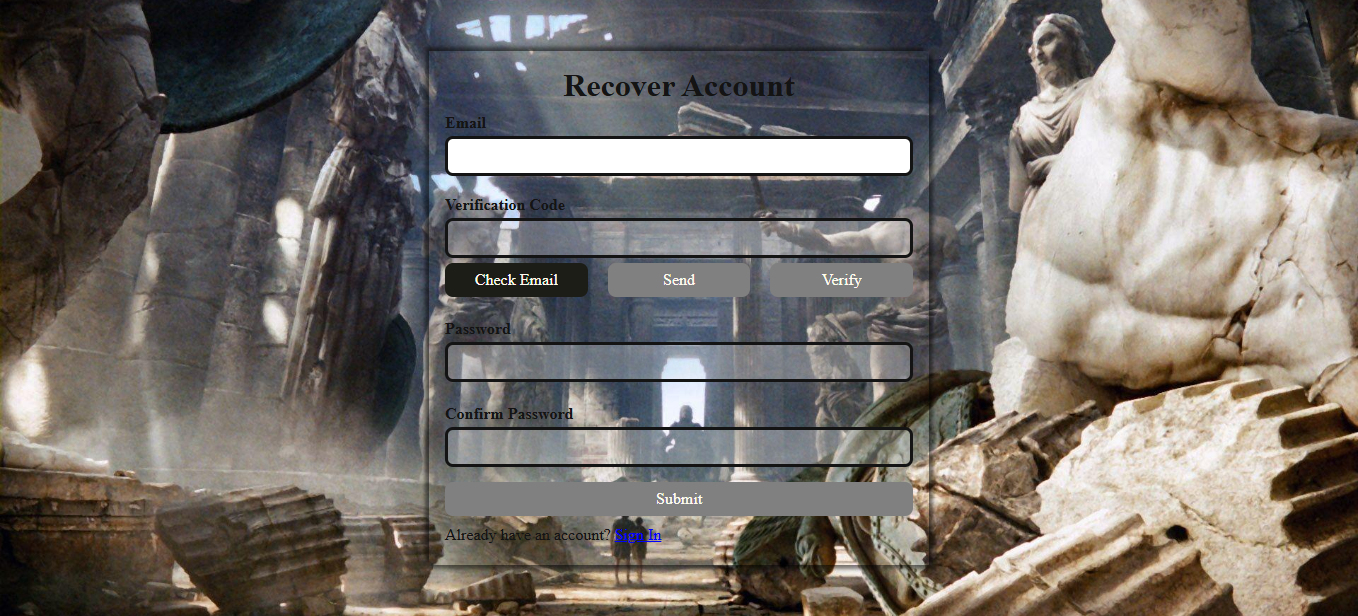 Recover Account
Email
Verification Code
Check Email Send Verify
Password
Confirm Password
Submit
Already have an account? Sign In